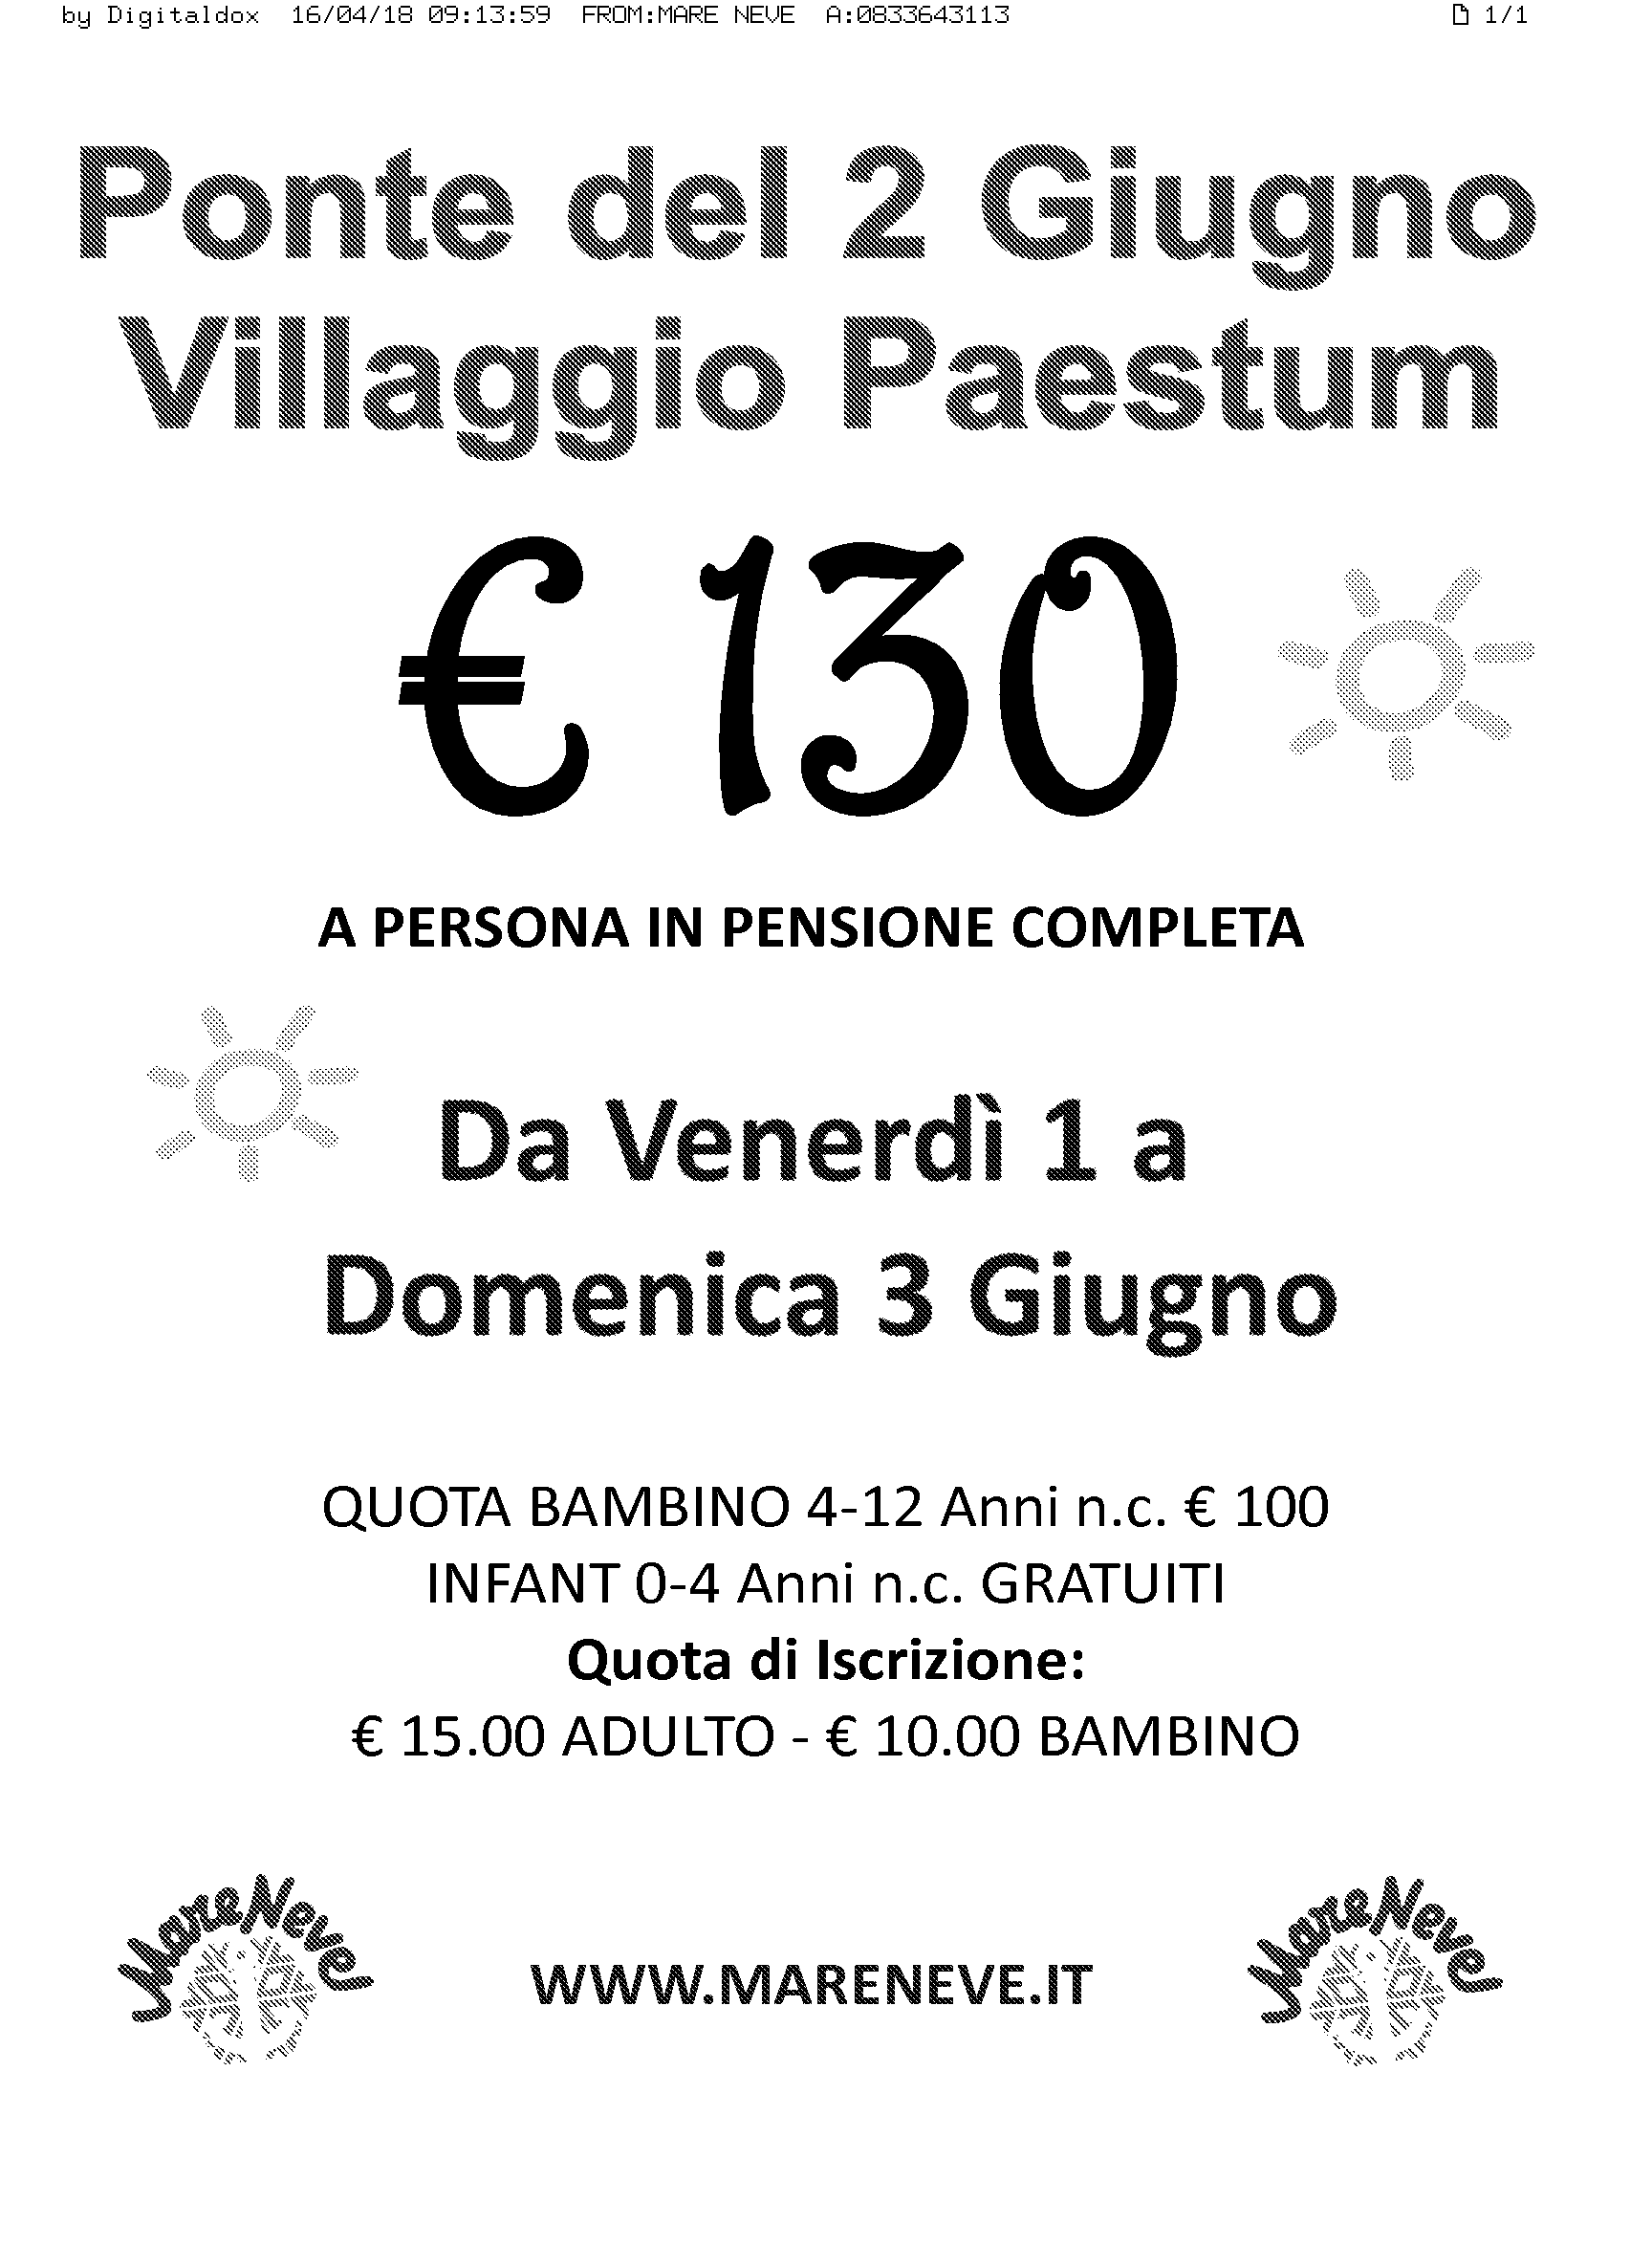 by Digitaldox 16/04/18 09:13:59 FROM:MARE NEVE A:0833643113 1/1
Ponte del 2 Giugno
Villaggio Paestum
€ 130
A PERSONA IN PENSIONE COMPLETA
Da Venerdì 1 a
Domenica 3 Giugno
QUOTA BAMBINO 4-12 Anni n.c. € 100
INFANT 0-4 Anni n.c. GRATUITI
Quota di Iscrizione:
€ 15.00 ADULTO - € 10.00 BAMBINO
MareNeve WWW.MARENEVE.IT MareNeve